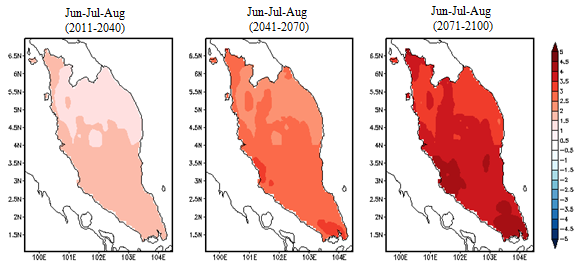 Jun-Jul-Aug
(2011-2040)
Jun-Jul-Aug
(2041-2070)
Jun-Jul-Aug
(2071-2100)
6.5N
6N
5.5N
5N
4.5N
4N
3.5N
3N
2.5N
2N
1.5N
100E 101E 102E 103E 104E
6.5N
6N
5.5N
5N
4.5N
4N
3.5N
3N
2.5N
2N
1.5N
100E 101E 102E 103E 104E
6.5N
6N
5.5N
5N
4.5N
4N
3.5N
3N
2.5N
2N
1.5N
100E 101E 102E 103E 104E
5
4.5
4
3.5
3
2.5
2
1.5
1
0.5
-0.5
-1
-1.5
-2
-2.5
-3
-3.5
-4
-4.5
-5